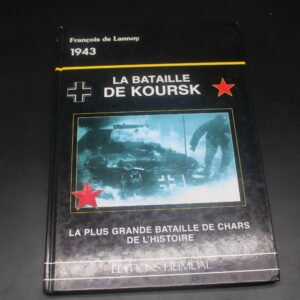 François de Lannoy
1943
LA BATAILLE
DE KOURSK
LA PLUS GRANDE BATAILLE DE CHARS
DE L'HISTOIRE
EDITIONS HEIMDAL